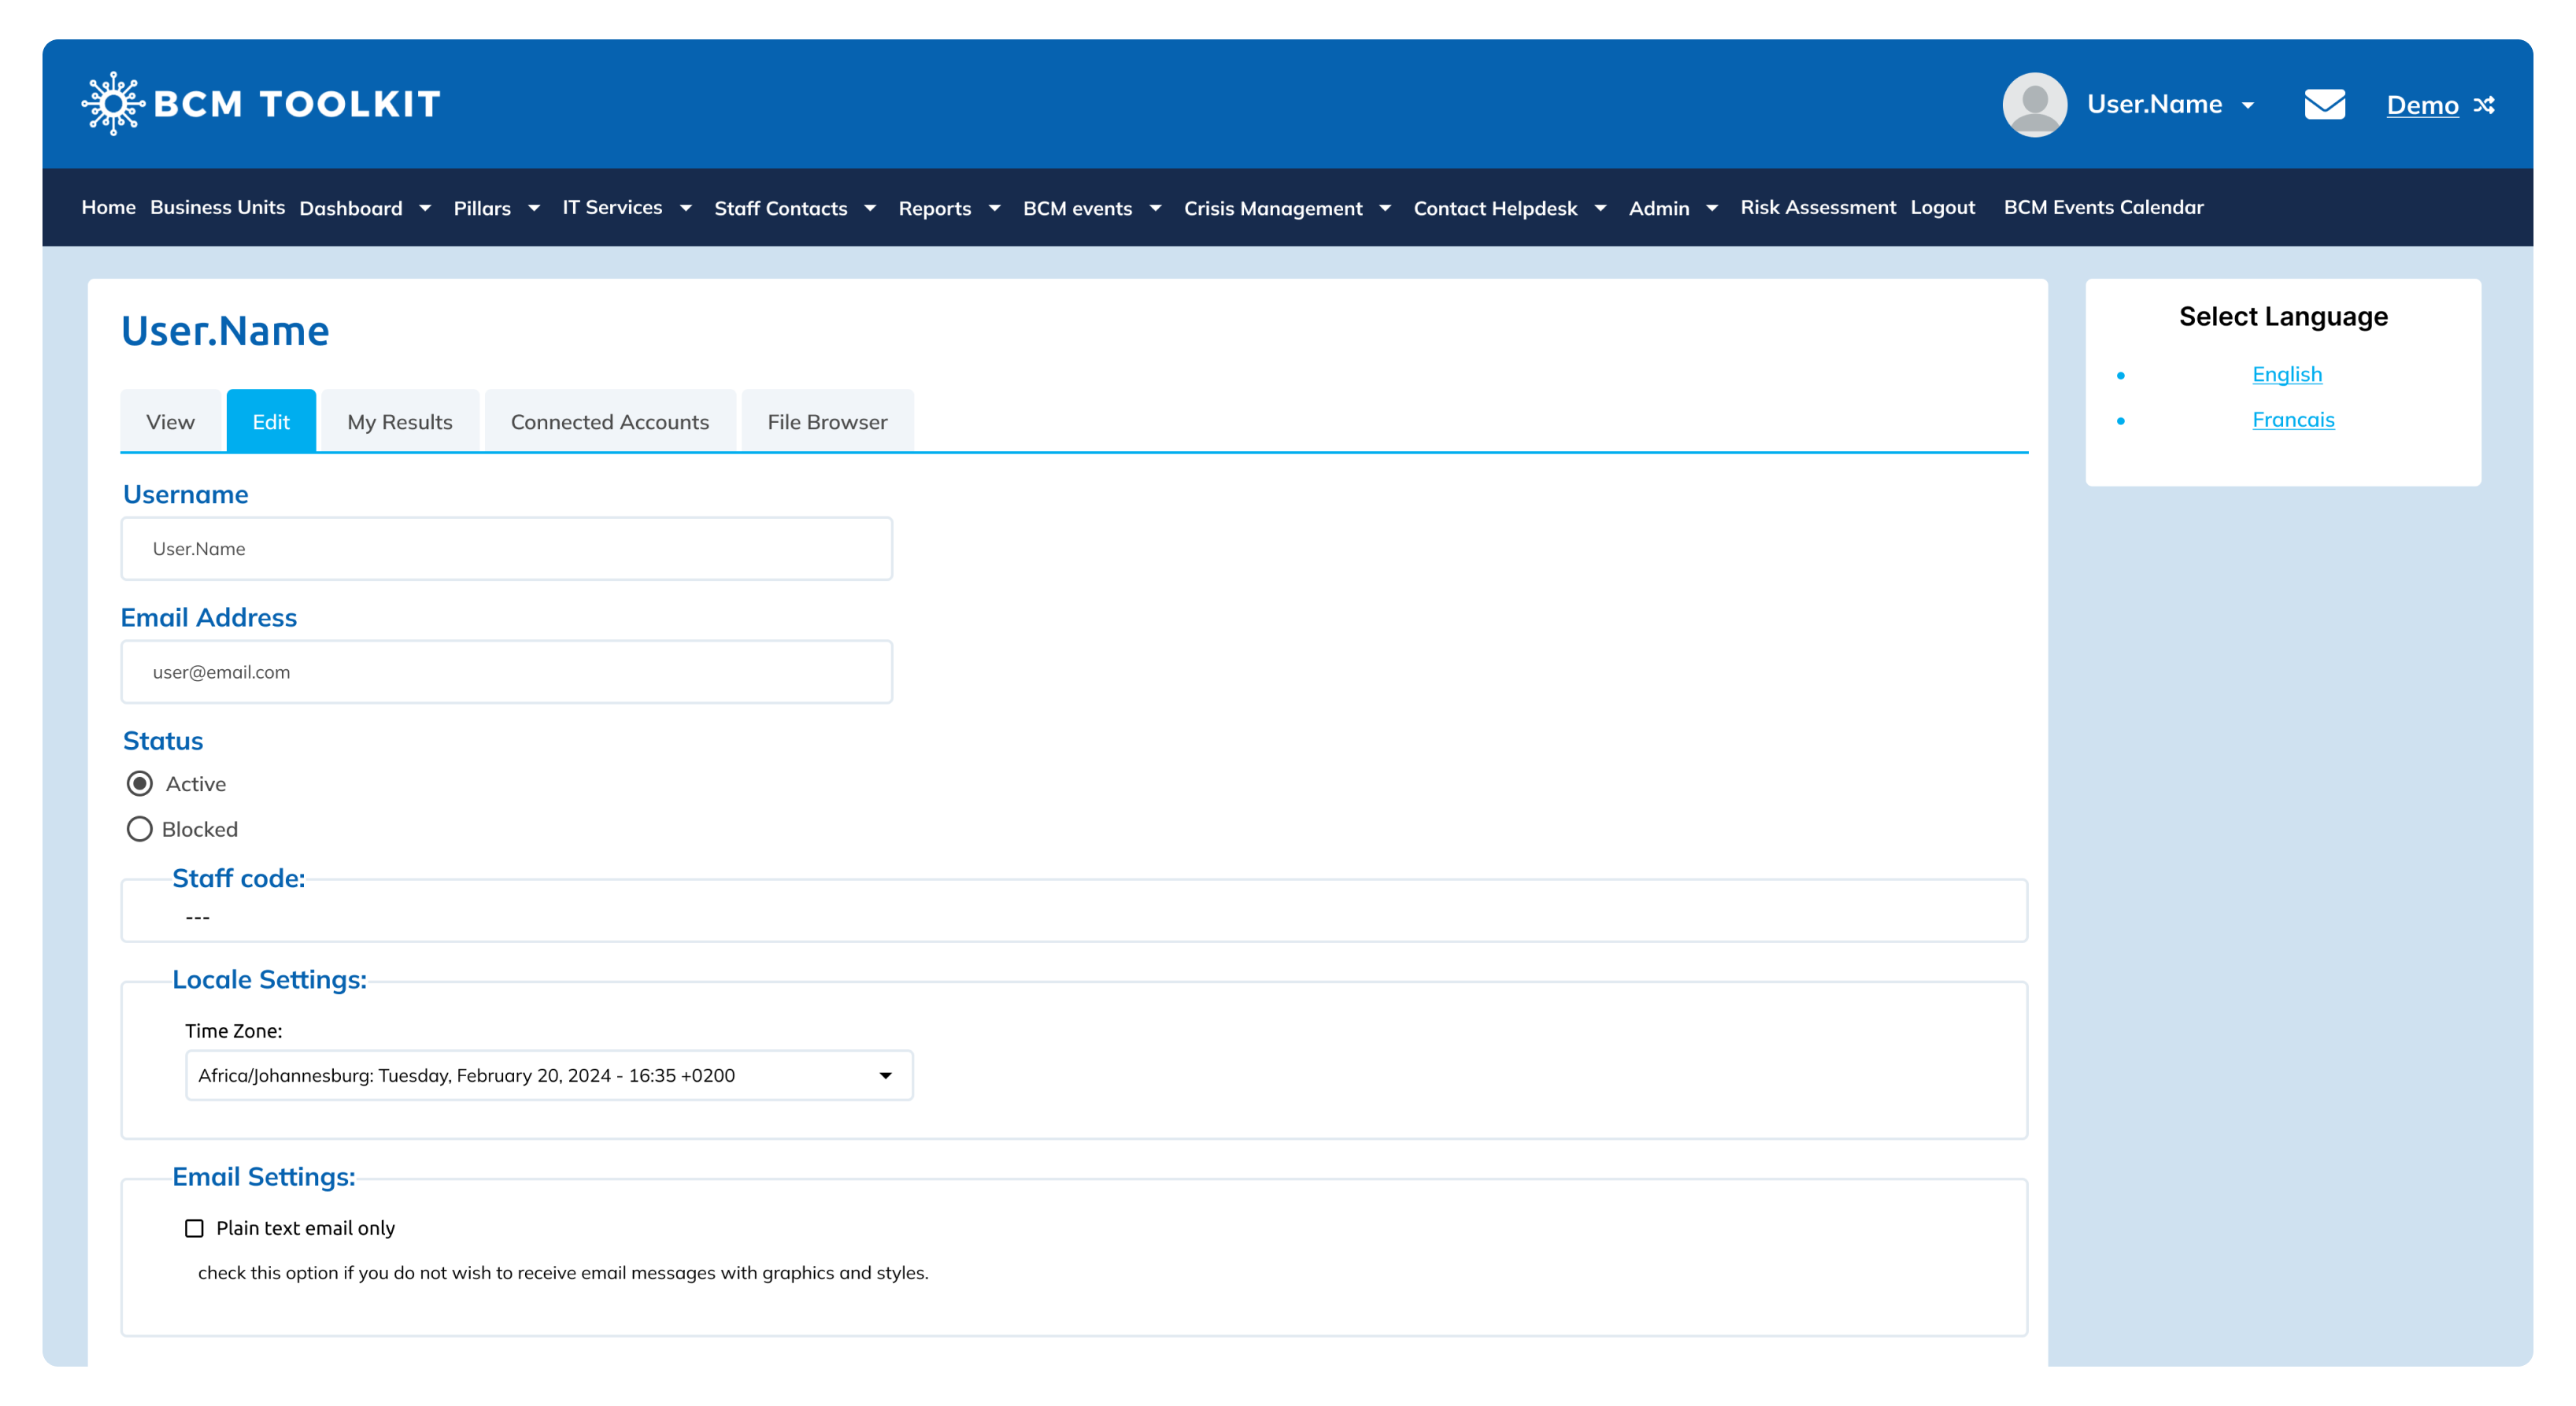 BCM TOOLKIT
User.Name
Demo
Home Business Units Dashboard Pillars IT Services Staff Contacts Reports BCM events Crisis Management Contact Helpdesk Admin Risk Assessment Logout BCM Events Calendar
User.Name
View Edit My Results Connected Accounts File Browser
Username
User.Name
Email Address
user@email.com
Status
Active
Blocked
Staff code:
---
Locale Settings:
Time Zone:
Africa/Johannesburg: Tuesday, February 20, 2024 - 16:35 +0200
Email Settings:
Plain text email only
check this option if you do not wish to receive email messages with graphics and styles.
Select Language
English
Francais